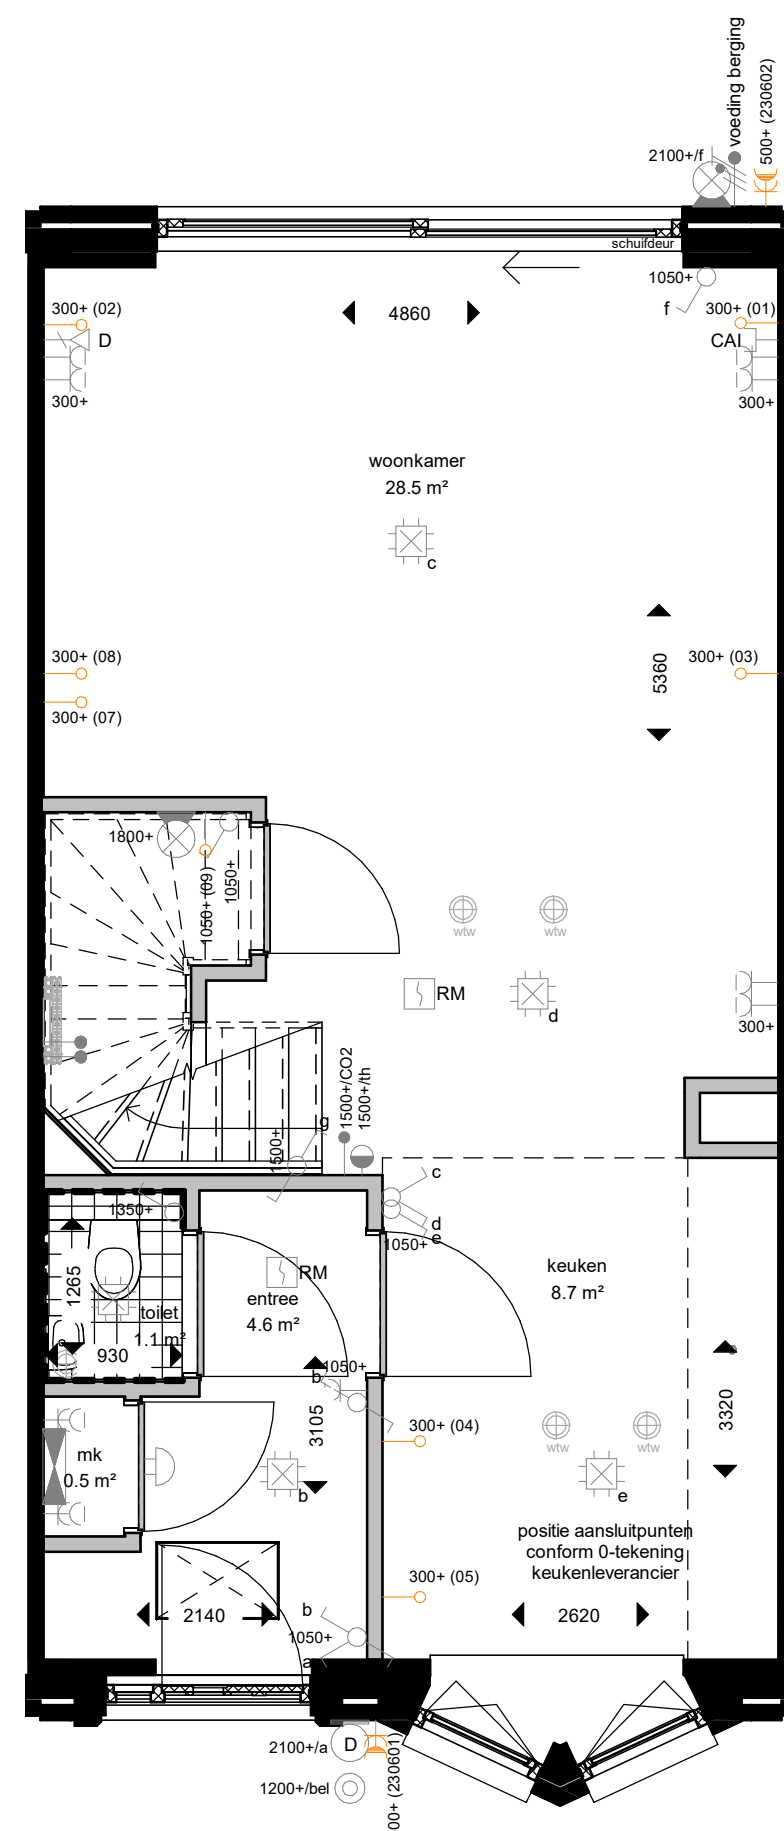 voeding berging
500+ (230602)
2100+/f
schuifdeur
1050+
f
300+ (02)
4860
300+ (01)
D
CAI
300+
300+
woonkamer
28.5 m²
c
300+ (08)
5360
300+ (03)
300+ (07)
1800+
1050+ (09)
1050+
wtw
wtw
RM
d
300+
1500+/CO2
1500+/th
g
1500+
c
1350+
d
e
1050+
1265
RM
keuken
8.7 m²
entree
4.6 m²
toilet
1.1 m²
930
1050+
b
3105
3320
300+ (04)
wtw
wtw
mk
0.5 m²
b
e
positie aansluitpunten
conform 0-tekening
keukenleverancier
300+ (05)
b
2140
2620
1050+
a
2100+/a
D
00+ (230601)
1200+/bel